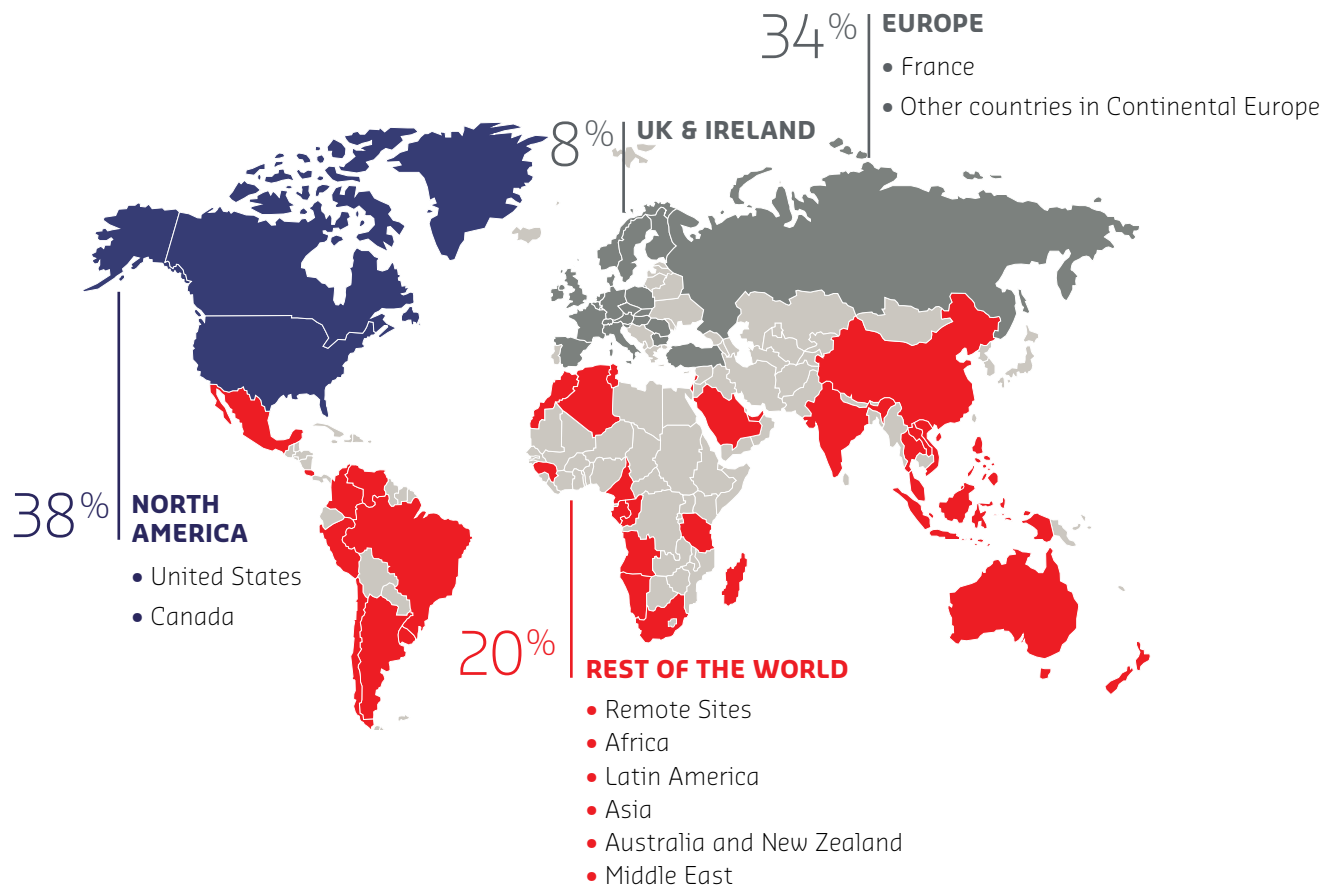 34%
EUROPE
• France
• Other countries in Continental Europe
8%
UK & IRELAND
38%
NORTH
AMERICA
• United States
• Canada
20%
REST OF THE WORLD
• Remote Sites
• Africa
• Latin America
• Asia
• Australia and New Zealand
• Middle East